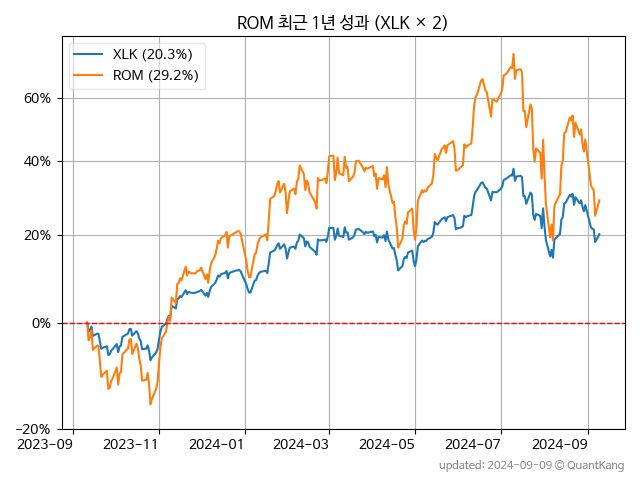 ROM 최근 1년 성과 (XLK × 2)
XLK (20.3%)
ROM (29.2%)
60%
40%
20%
0%
−20%
2023-09 2023-11 2024-01 2024-03 2024-05 2024-07 2024-09
updated: 2024-09-09 © QuantKang